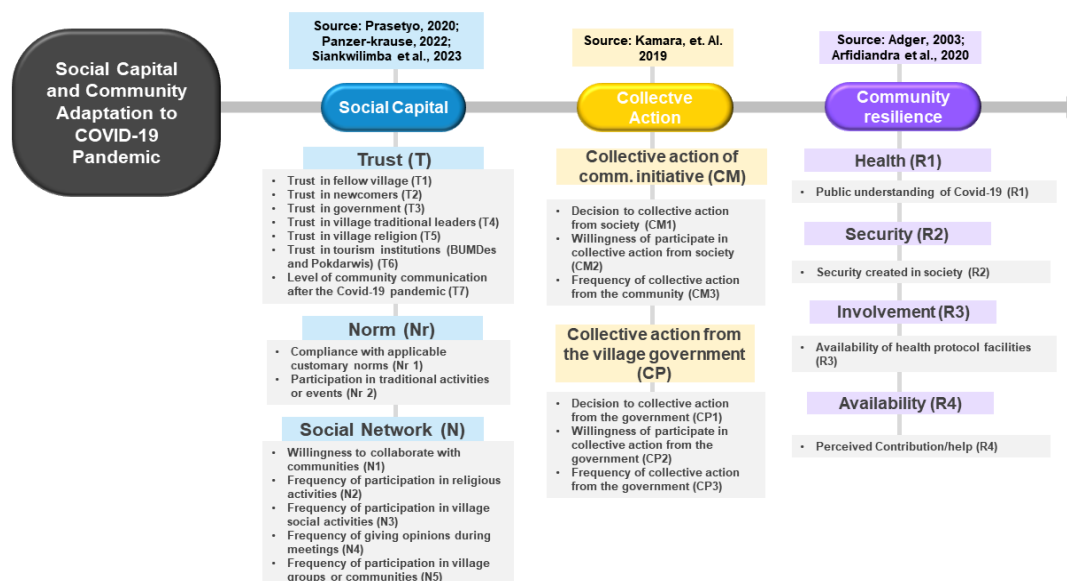 Social Capital
and Community
Adaptation to
COVID-19
Pandemic
Source: Prasetyo, 2020;
Panzer-krause, 2022;
Siankwilimba et al., 2023
Social Capital
Trust (T)
• Trust in fellow village (T1)
• Trust in newcomers (T2)
• Trust in government (T3)
• Trust in village traditional leaders (T4)
• Trust in village religion (T5)
• Trust in tourism institutions (BUMDes
and Pokdarwis) (T6)
• Level of community communication
after the Covid-19 pandemic (T7)
Norm (Nr)
• Compliance with applicable
customary norms (Nr 1)
• Participation in traditional activities
or events (Nr 2)
Social Network (N)
• Willingness to collaborate with
communities (N1)
• Frequency of participation in religious
activities (N2)
• Frequency of participation in village
social activities (N3)
• Frequency of giving opinions during
meetings (N4)
• Frequency of participation in village
groups or communities (N5)
Source: Kamara, et. Al.
2019
Collectve
Action
Collective action of
comm. initiative (CM)
• Decision to collective action
from society (CM1)
• Willingness of participate in
collective action from society
(CM2)
• Frequency of collective action
from the community (CM3)
Collective action from
the village government
(CP)
• Decision to collective action
from the government (CP1)
• Willingness of participate in
collective action from the
government (CP2)
• Frequency of collective action
from the government (CP3)
Source: Adger, 2003;
Arfidiandra et al., 2020
Community
resilience
Health (R1)
• Public understanding of Covid-19 (R1)
Security (R2)
• Security created in society (R2)
Involvement (R3)
• Availability of health protocol facilities
(R3)
Availability (R4)
• Perceived Contribution/help (R4)